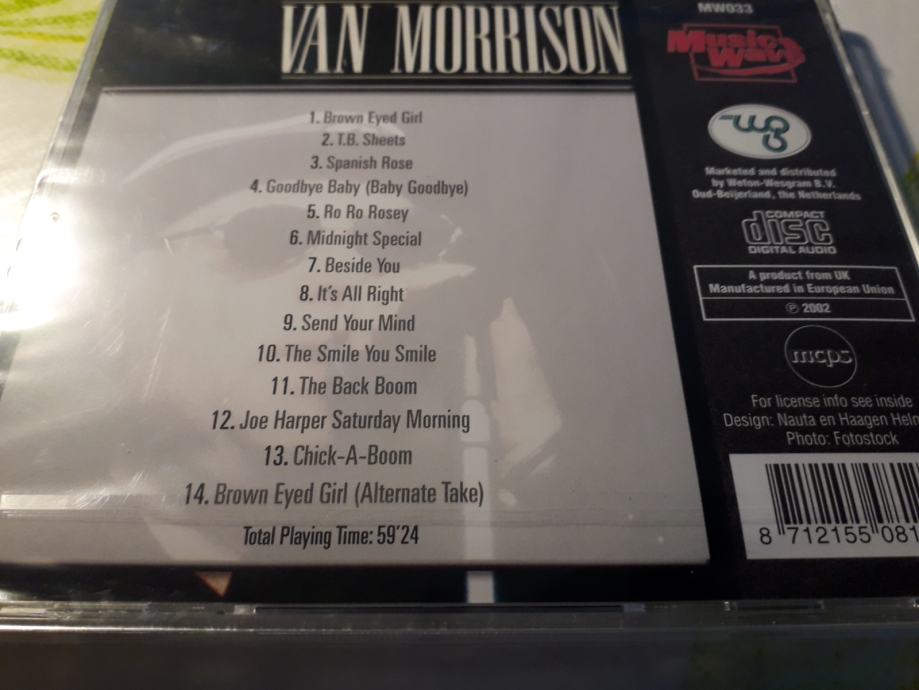 VAN MORRISON
1. Brown Eyed Girl
2. T.B. Sheets
3. Spanish Rose
4. Goodbye Baby (Baby Goodbye)
5. Ro Ro Rosey
6. Midnight Special
7. Beside You
8. It's All Right
9. Send Your Mind
10. The Smile You Smile
11. The Back Boom
12. Joe Harper Saturday Morning
13. Chick-A-Boom
14. Brown Eyed Girl (Alternate Take)
Total Playing Time: 59'24
MW033
Music
Wave
Marketed and distributed
by Weton-Wesgram B.V.
Oud-Beijerland, the Netherlands
COMPACT
disc
DIGITAL AUDIO
A product from UK
Manufactured in European Union
℗ 2002
mcps
For license info see inside
Design: Nauta en Haagen
Photo: Fotostock
8 712155 081